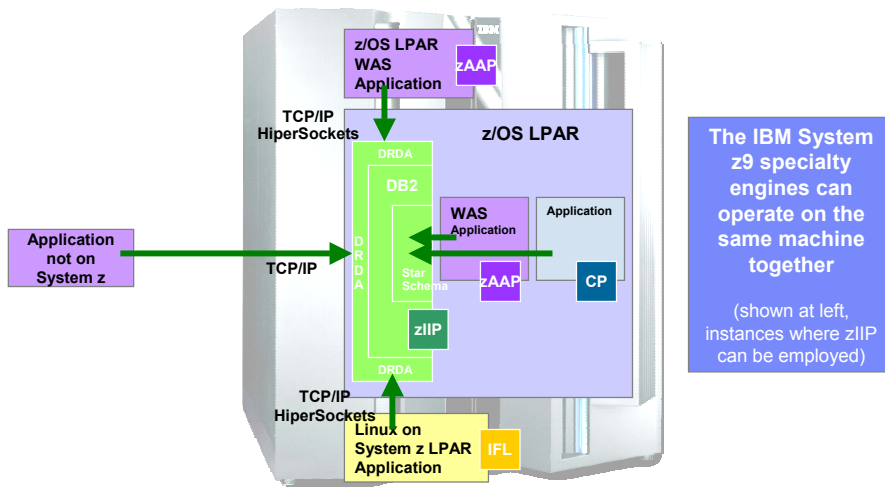 IBM
z/OS LPAR
WAS
Application
zAAP
TCP/IP
HiperSockets
z/OS LPAR
DRDA
DB2
WAS
Application
Application
D
R
D
A
Star
Schema
zAAP
CP
zIIP
DRDA
Application
not on
System z
TCP/IP
TCP/IP
HiperSockets
Linux on
System z LPAR
Application
IFL
The IBM System
z9 specialty
engines can
operate on the
same machine
together
(shown at left,
instances where zIIP
can be employed)